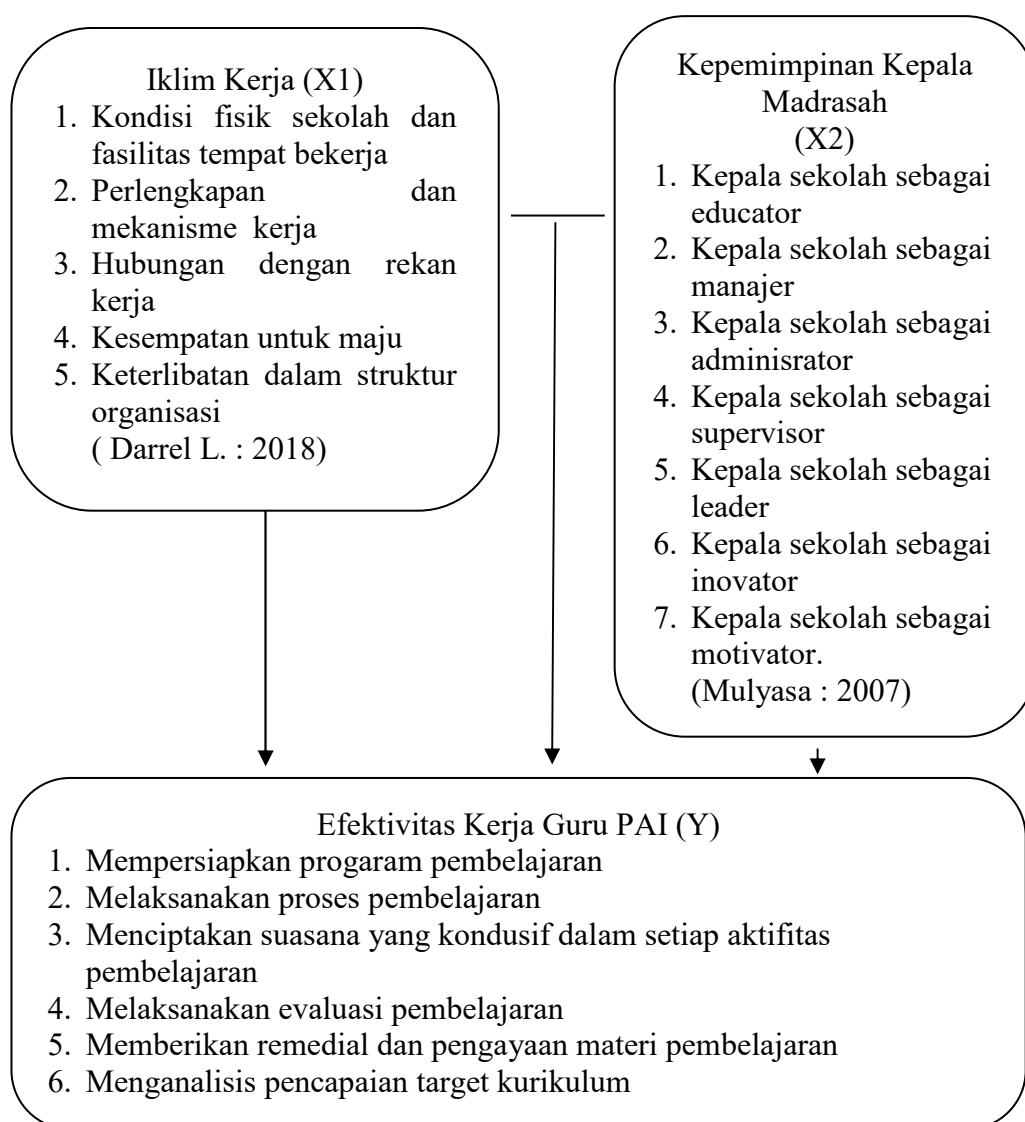 Iklim Kerja (X1)
1. Kondisi fisik sekolah dan
fasilitas tempat bekerja
2. Perlengkapan dan
mekanisme kerja
3. Hubungan dengan rekan
kerja
4. Kesempatan untuk maju
5. Keterlibatan dalam struktur
organisasi
( Darrel L. : 2018)
Kepemimpinan Kepala
Madrasah
(X2)
1. Kepala sekolah sebagai
educator
2. Kepala sekolah sebagai
manajer
3. Kepala sekolah sebagai
adminisrator
4. Kepala sekolah sebagai
supervisor
5. Kepala sekolah sebagai
leader
6. Kepala sekolah sebagai
inovator
7. Kepala sekolah sebagai
motivator.
(Mulyasa : 2007)
Efektivitas Kerja Guru PAI (Y)
1. Mempersiapkan progaram pembelajaran
2. Melaksanakan proses pembelajaran
3. Menciptakan suasana yang kondusif dalam setiap aktifitas
pembelajaran
4. Melaksanakan evaluasi pembelajaran
5. Memberikan remedial dan pengayaan materi pembelajaran
6. Menganalisis pencapaian target kurikulum